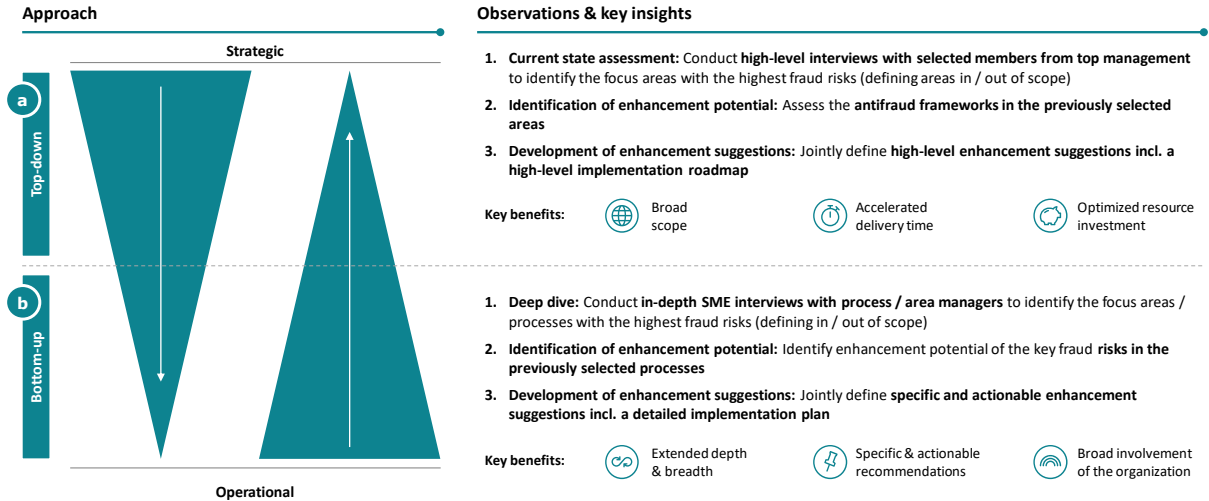 Approach
Observations & key insights
Strategic
a
Top-down
1. Current state assessment: Conduct high-level interviews with selected members from top management
to identify the focus areas with the highest fraud risks (defining areas in / out of scope)
2. Identification of enhancement potential: Assess the antifraud frameworks in the previously selected
areas
3. Development of enhancement suggestions: Jointly define high-level enhancement suggestions incl. a
high-level implementation roadmap
Key benefits:
Broad
scope
Accelerated
delivery time
Optimized resource
investment
b
Bottom-up
1. Deep dive: Conduct in-depth SME interviews with process / area managers to identify the focus areas /
processes with the highest fraud risks (defining in / out of scope)
2. Identification of enhancement potential: Identify enhancement potential of the key fraud risks in the
previously selected processes
3. Development of enhancement suggestions: Jointly define specific and actionable enhancement
suggestions incl. a detailed implementation plan
Key benefits:
Extended depth
& breadth
Specific & actionable
recommendations
Broad involvement
of the organization
Operational